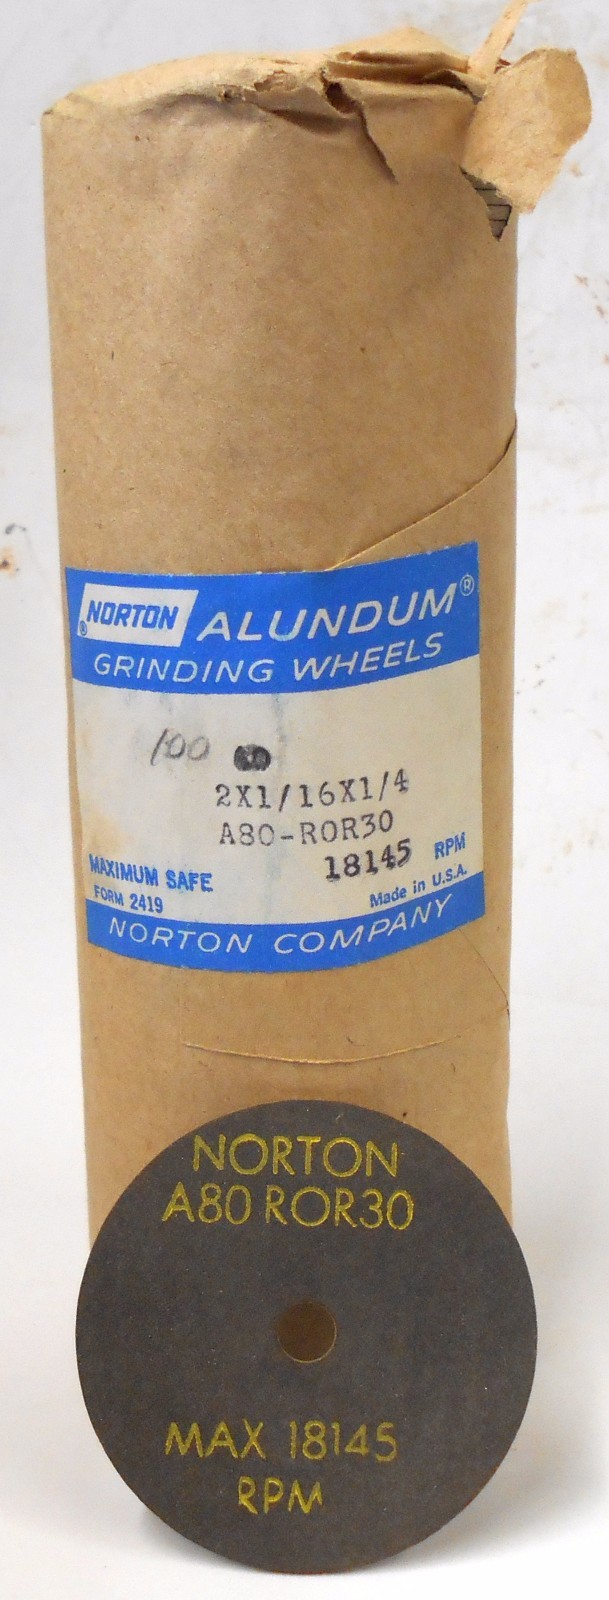 NORTON® ALUNDUM®
GRINDING WHEELS
100
2X1/16X1/4
A80-ROR30
MAXIMUM SAFE 18145 RPM
FORM 2419 Made in U.S.A.
NORTON COMPANY
NORTON
A80 ROR30
MAX 18145
RPM